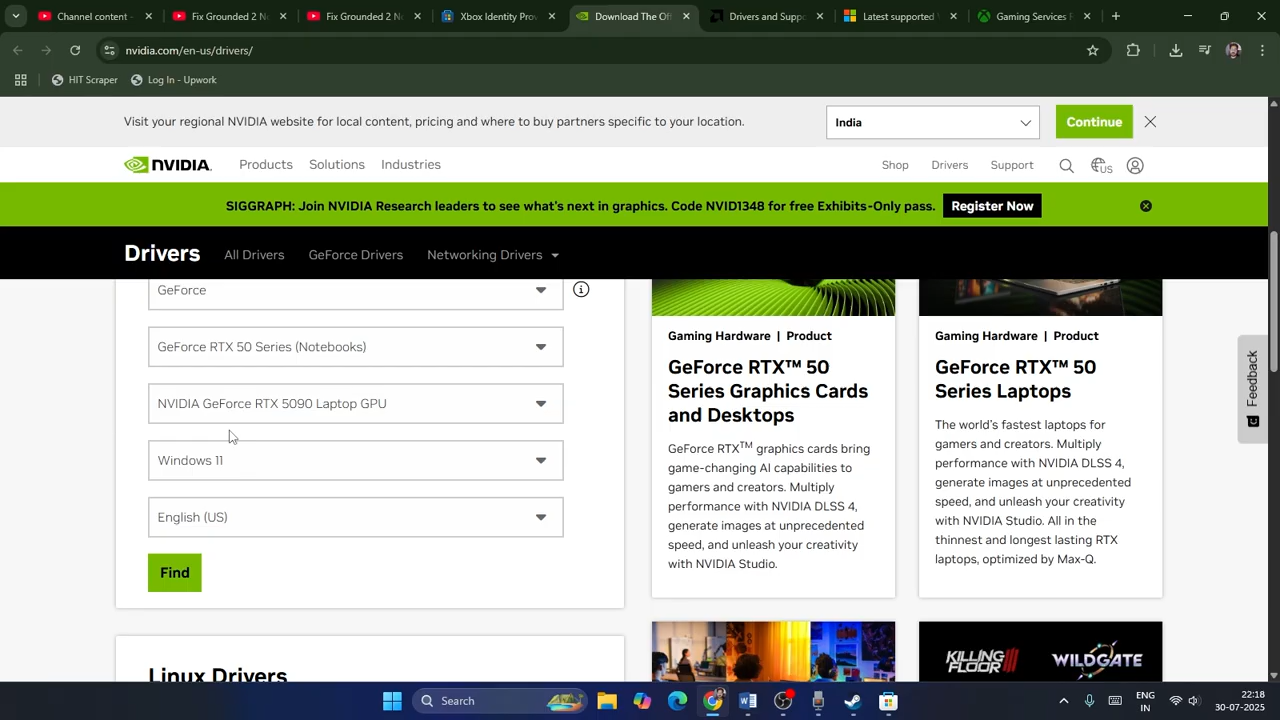 Channel content -
Fix Grounded 2 N
Fix Grounded 2 N
Xbox Identity Prov
Download The Off
Drivers and Suppo
Latest supported V
Gaming Services R
nvidia.com/en-us/drivers/
HIT Scraper
Log In - Upwork
Visit your regional NVIDIA website for local content, pricing and where to buy partners specific to your location.
India
Continue
NVIDIA.
Products
Solutions
Industries
Shop
Drivers
Support
US
SIGGRAPH: Join NVIDIA Research leaders to see what's next in graphics. Code NVID1348 for free Exhibits-Only pass.
Register Now
Drivers
All Drivers
GeForce Drivers
Networking Drivers
GeForce
GeForce RTX 50 Series (Notebooks)
NVIDIA GeForce RTX 5090 Laptop GPU
Windows 11
English (US)
Find
Linux Drivers
Gaming Hardware | Product
GeForce RTX™ 50
Series Graphics Cards
and Desktops
GeForce RTX™ graphics cards bring
game-changing AI capabilities to
gamers and creators. Multiply
performance with NVIDIA DLSS 4,
generate images at unprecedented
speed, and unleash your creativity
with NVIDIA Studio.
Gaming Hardware | Product
GeForce RTX™ 50
Series Laptops
The world's fastest laptops for
gamers and creators. Multiply
performance with NVIDIA DLSS 4,
generate images at unprecedented
speed, and unleash your creativity
with NVIDIA Studio. All in the
thinnest and longest lasting RTX
laptops, optimized by Max-Q.
KILLING
FLOOR III
WILDGATE
Feedback
Search
ENG
IN
22:18
30-07-2025